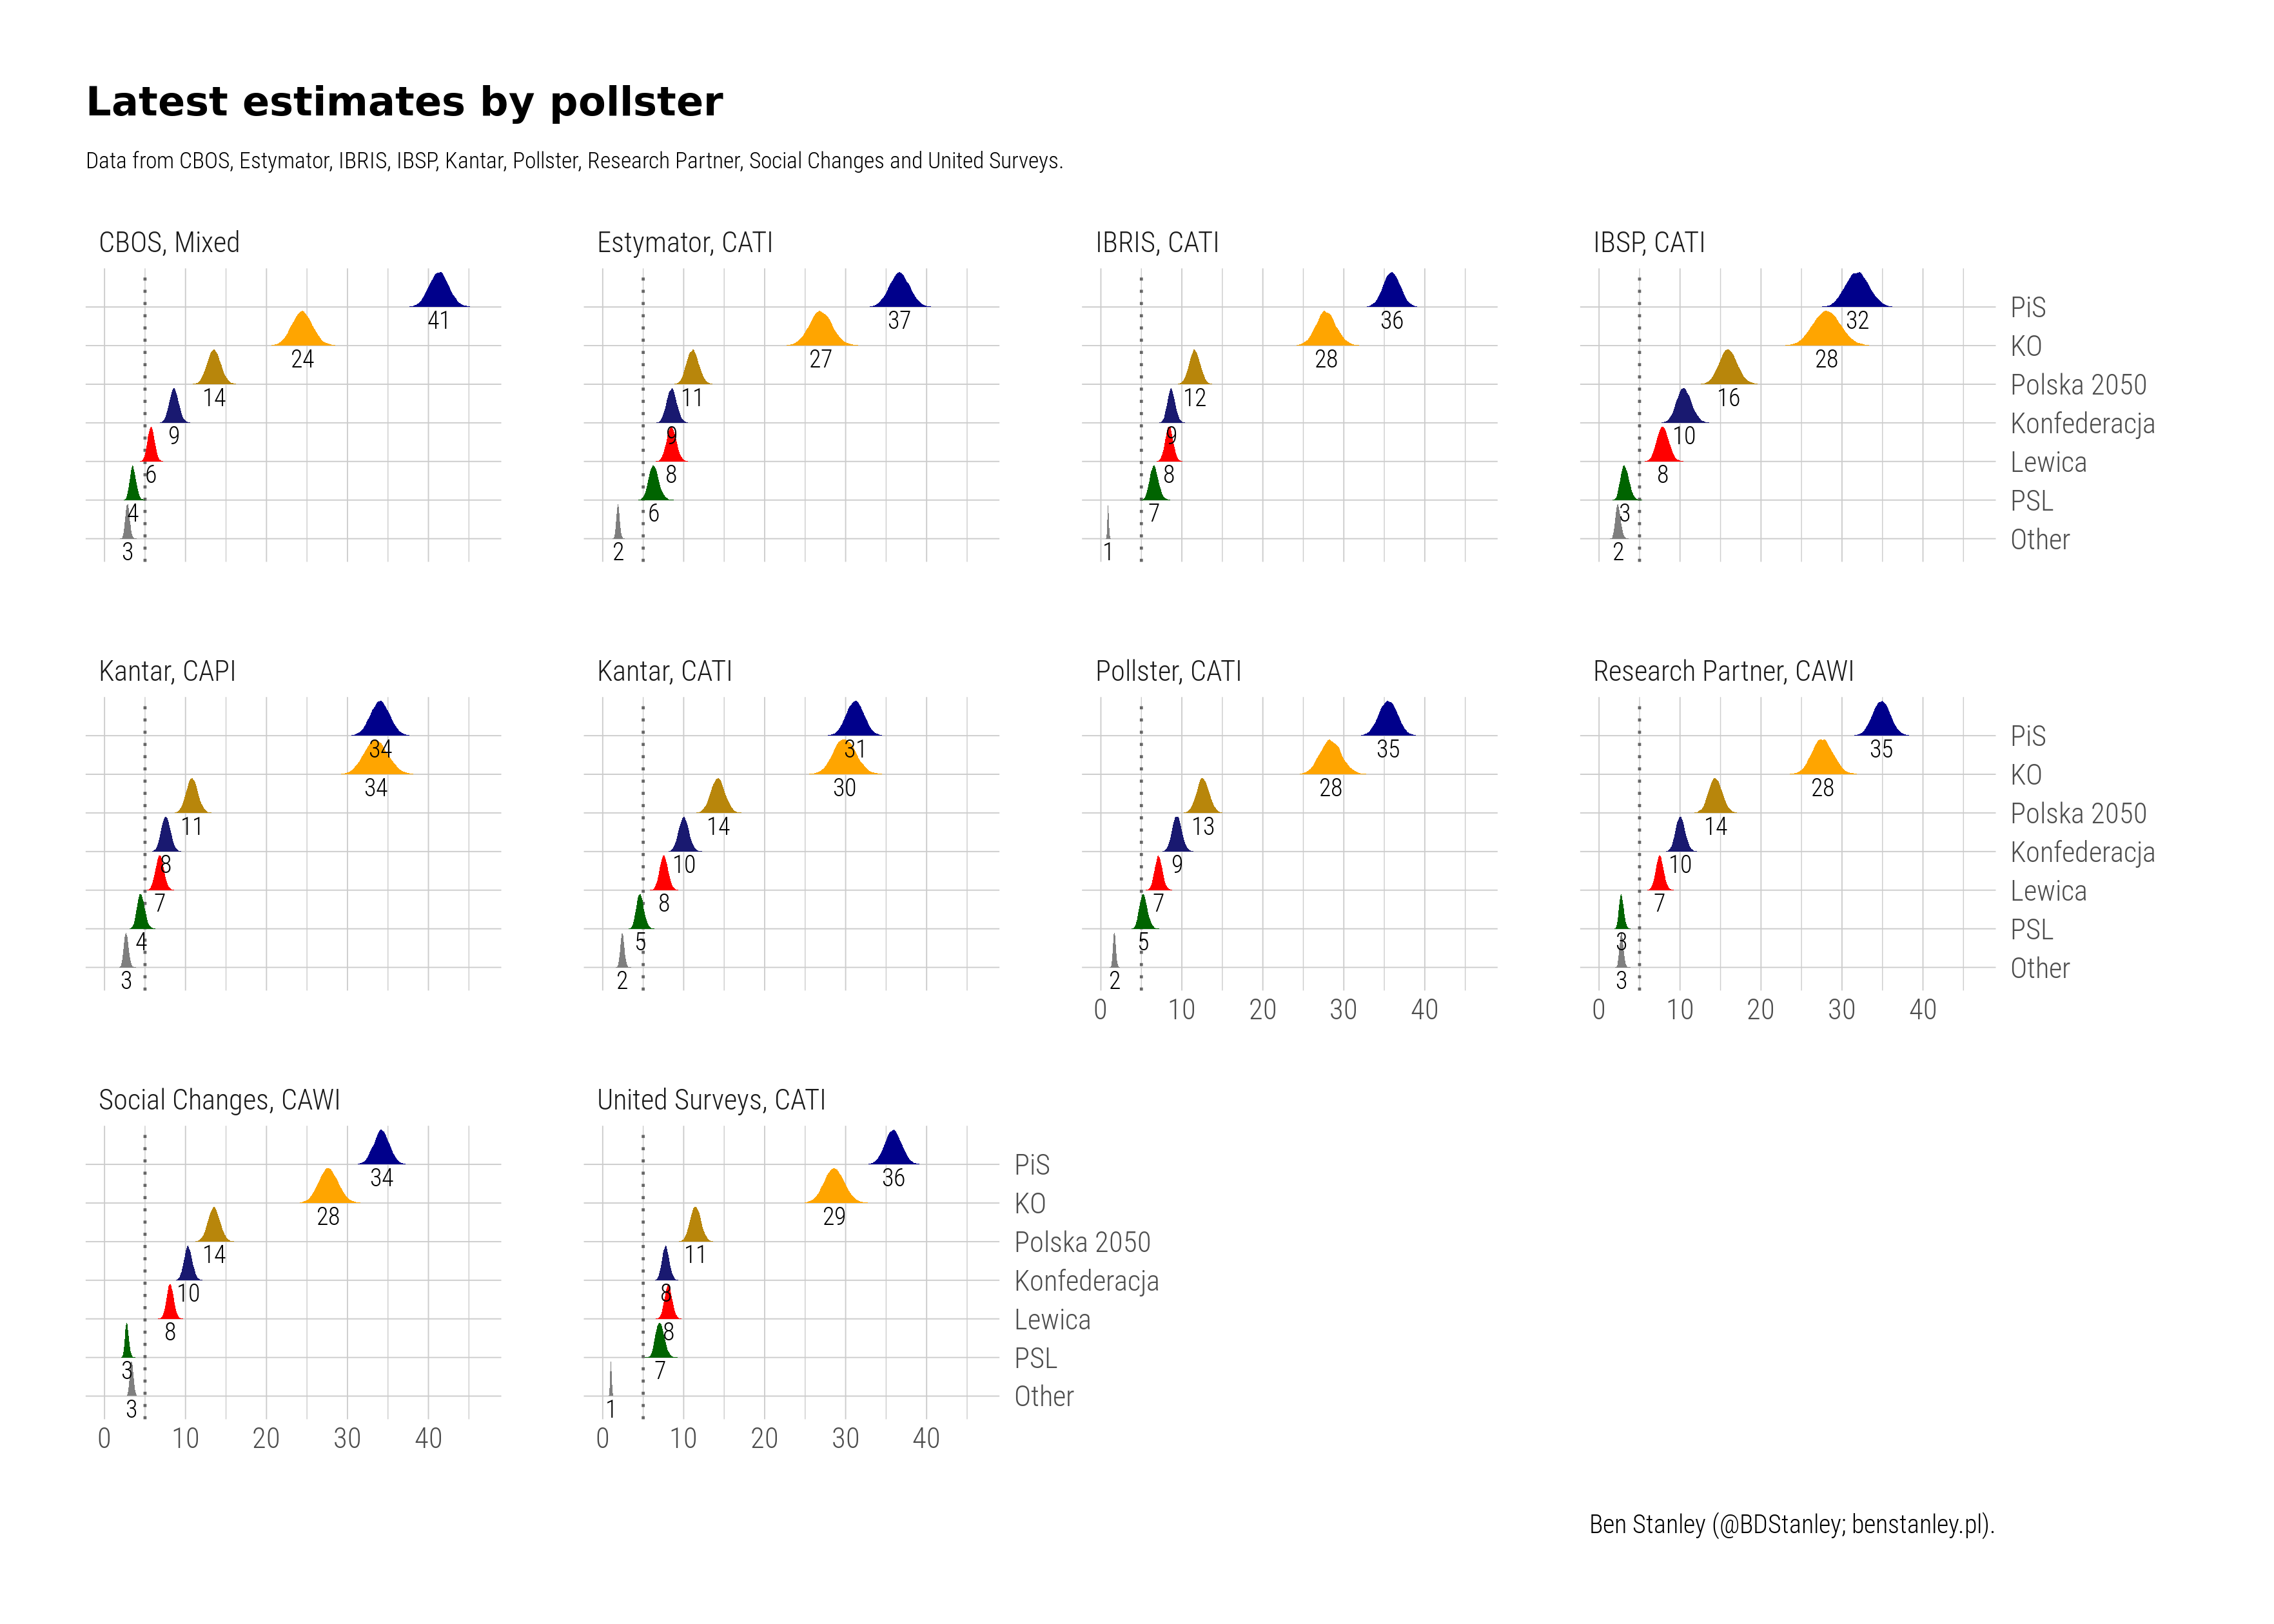 Latest estimates by pollster
Data from CBOS, Estymator, IBRIS, IBSP, Kantar, Pollster, Research Partner, Social Changes and United Surveys.
CBOS, Mixed
41
24
14
9
6
4
3
Estymator, CATI
37
27
11
9
8
6
2
IBRIS, CATI
36
28
12
9
8
7
1
IBSP, CATI
32
28
16
10
8
3
2
PiS
KO
Polska 2050
Konfederacja
Lewica
PSL
Other
Kantar, CAPI
34
34
11
8
7
4
3
Kantar, CATI
31
30
14
10
8
5
2
Pollster, CATI
35
28
13
9
7
5
2
0 10 20 30 40
Research Partner, CAWI
35
28
14
10
7
3
3
0 10 20 30 40
PiS
KO
Polska 2050
Konfederacja
Lewica
PSL
Other
Social Changes, CAWI
34
28
14
10
8
3
3
0 10 20 30 40
United Surveys, CATI
36
29
11
8
8
7
1
0 10 20 30 40
PiS
KO
Polska 2050
Konfederacja
Lewica
PSL
Other
Ben Stanley (@BDStanley; benstanley.pl).